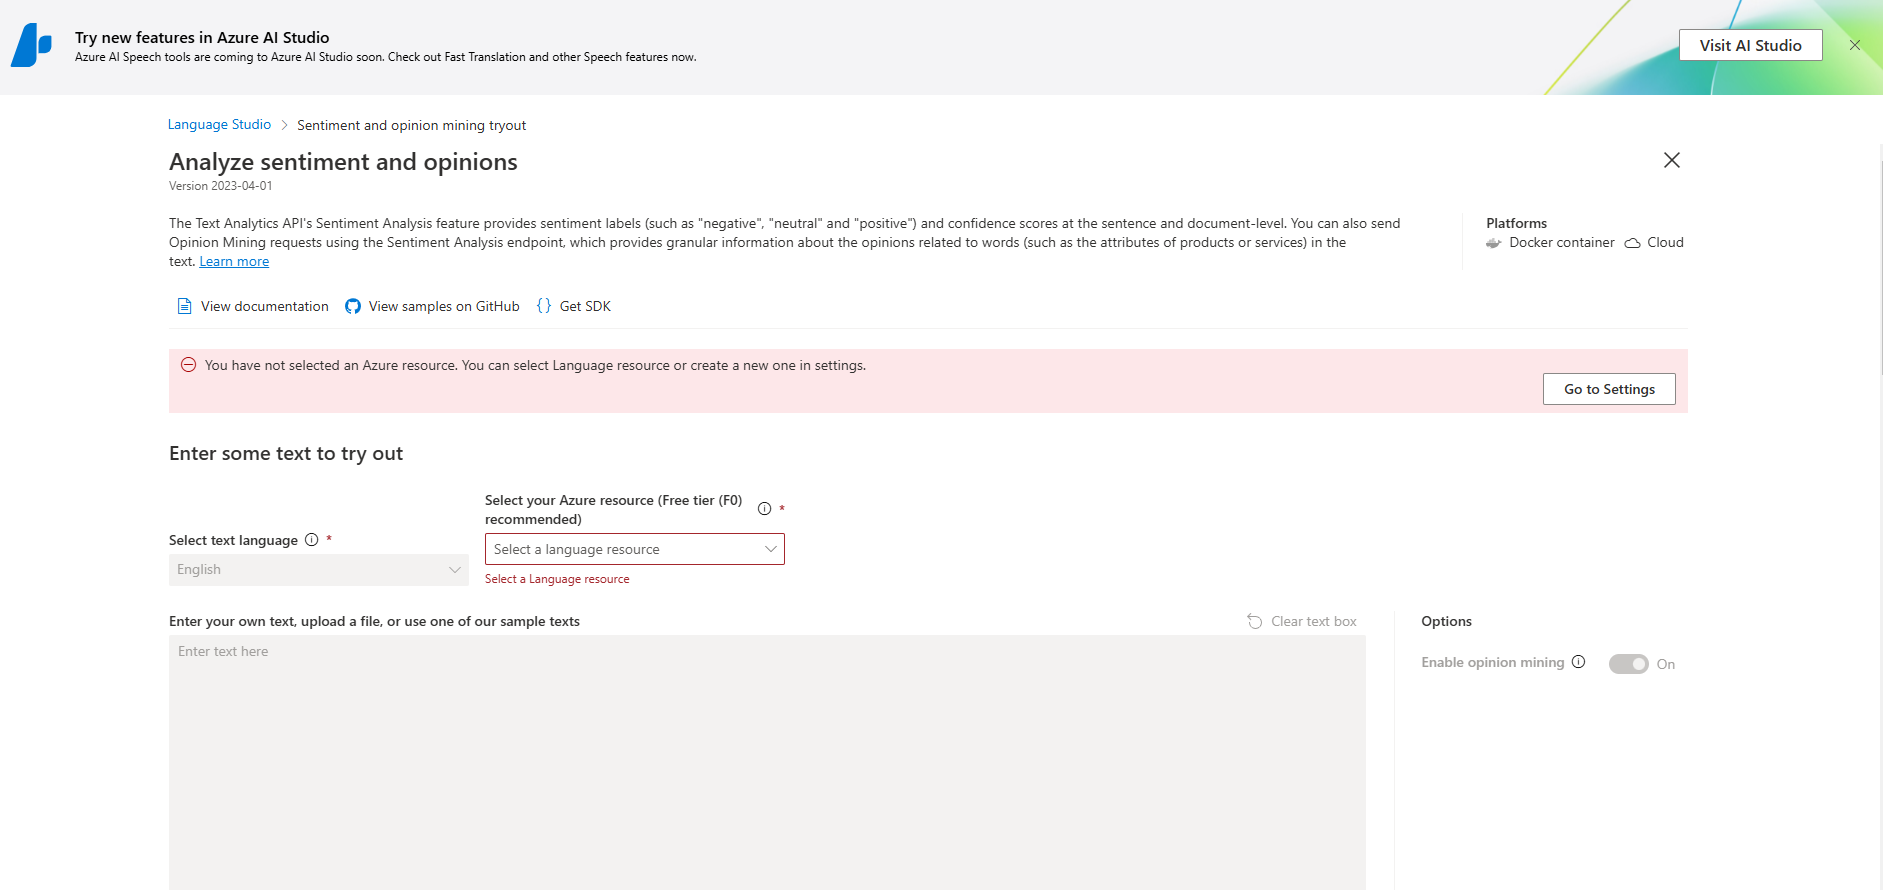 Try new features in Azure AI Studio
Azure AI Speech tools are coming to Azure AI Studio soon. Check out Fast Translation and other Speech features now.
Visit AI Studio
Language Studio
Sentiment and opinion mining tryout
Analyze sentiment and opinions
Version 2023-04-01
The Text Analytics API's Sentiment Analysis feature provides sentiment labels (such as "negative", "neutral" and "positive") and confidence scores at the sentence and document-level. You can also send
Opinion Mining requests using the Sentiment Analysis endpoint, which provides granular information about the opinions related to words (such as the attributes of products or services) in the
text. Learn more
Platforms
Docker container
Cloud
View documentation
View samples on GitHub
Get SDK
You have not selected an Azure resource. You can select Language resource or create a new one in settings.
Go to Settings
Enter some text to try out
Select text language *
English
Select your Azure resource (Free tier (F0)
recommended) *
Select a language resource
Select a Language resource
Enter your own text, upload a file, or use one of our sample texts
Clear text box
Enter text here
Options
Enable opinion mining
On